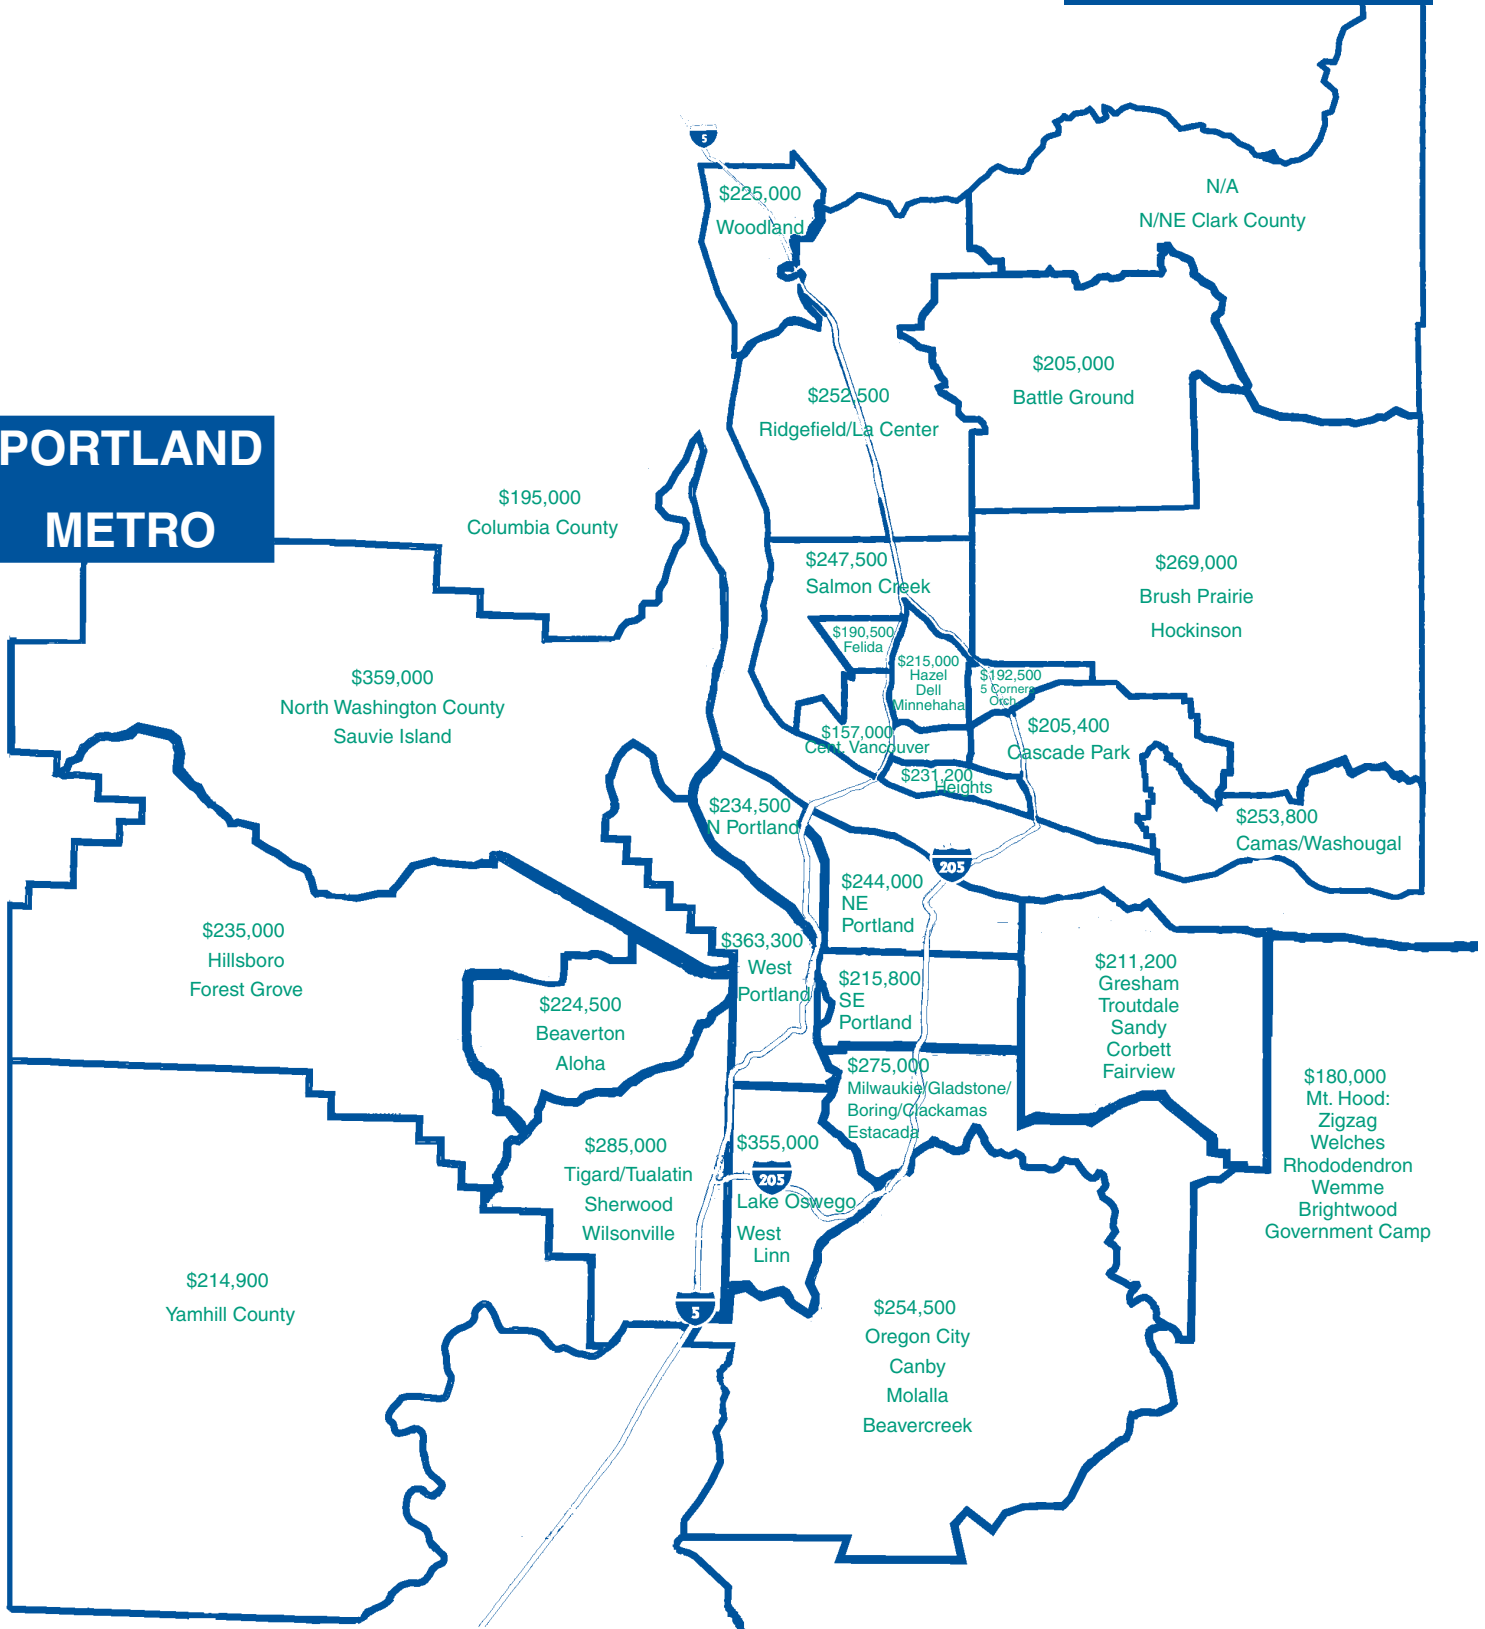 5
$225,000
Woodland
N/A
N/NE Clark County
$205,000
Battle Ground
$252,500
Ridgefield/La Center
PORTLAND
METRO
$195,000
Columbia County
$247,500
Salmon Creek
$269,000
Brush Prairie
Hockinson
$190,500
Felida
$215,000
Hazel
Dell
Minnehaha
$192,500
5 Corners
Orch
$359,000
North Washington County
Sauvie Island
$157,000
Cent. Vancouver
$205,400
Cascade Park
$231,200
Heights
$234,500
N Portland
$253,800
Camas/Washougal
205
$244,000
NE
Portland
$235,000
Hillsboro
Forest Grove
$363,300
West
Portland
$215,800
SE
Portland
$211,200
Gresham
Troutdale
Sandy
Corbett
Fairview
$224,500
Beaverton
Aloha
$275,000
Milwaukie/Gladstone/
Boring/Clackamas
Estacada
$180,000
Mt. Hood:
Zigzag
Welches
Rhododendron
Wemme
Brightwood
Government Camp
$285,000
Tigard/Tualatin
Sherwood
Wilsonville
$355,000
205
Lake Oswego
West
Linn
$214,900
Yamhill County
5
$254,500
Oregon City
Canby
Molalla
Beavercreek